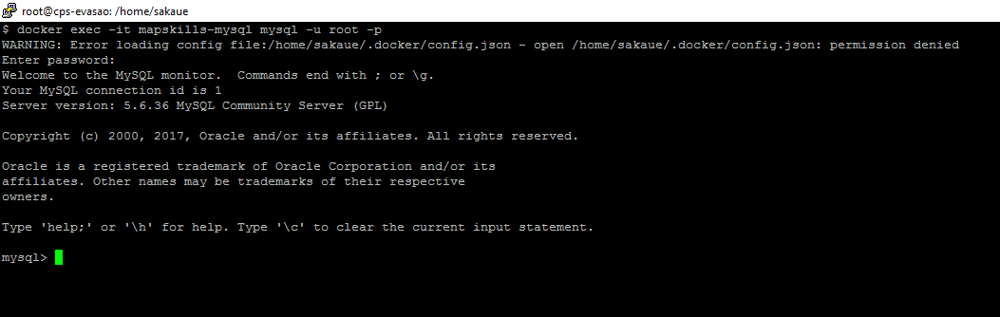 root@cps-evasao: /home/sakaue
$ docker exec -it mapskills-mysql mysql -u root -p
WARNING: Error loading config file:/home/sakaue/.docker/config.json - open /home/sakaue/.docker/config.json: permission denied
Enter password:
Welcome to the MySQL monitor.  Commands end with ; or \g.
Your MySQL connection id is 1
Server version: 5.6.36 MySQL Community Server (GPL)
Copyright (c) 2000, 2017, Oracle and/or its affiliates. All rights reserved.
Oracle is a registered trademark of Oracle Corporation and/or its
affiliates. Other names may be trademarks of their respective
owners.
Type 'help;' or '\h' for help. Type '\c' to clear the current input statement.
mysql>